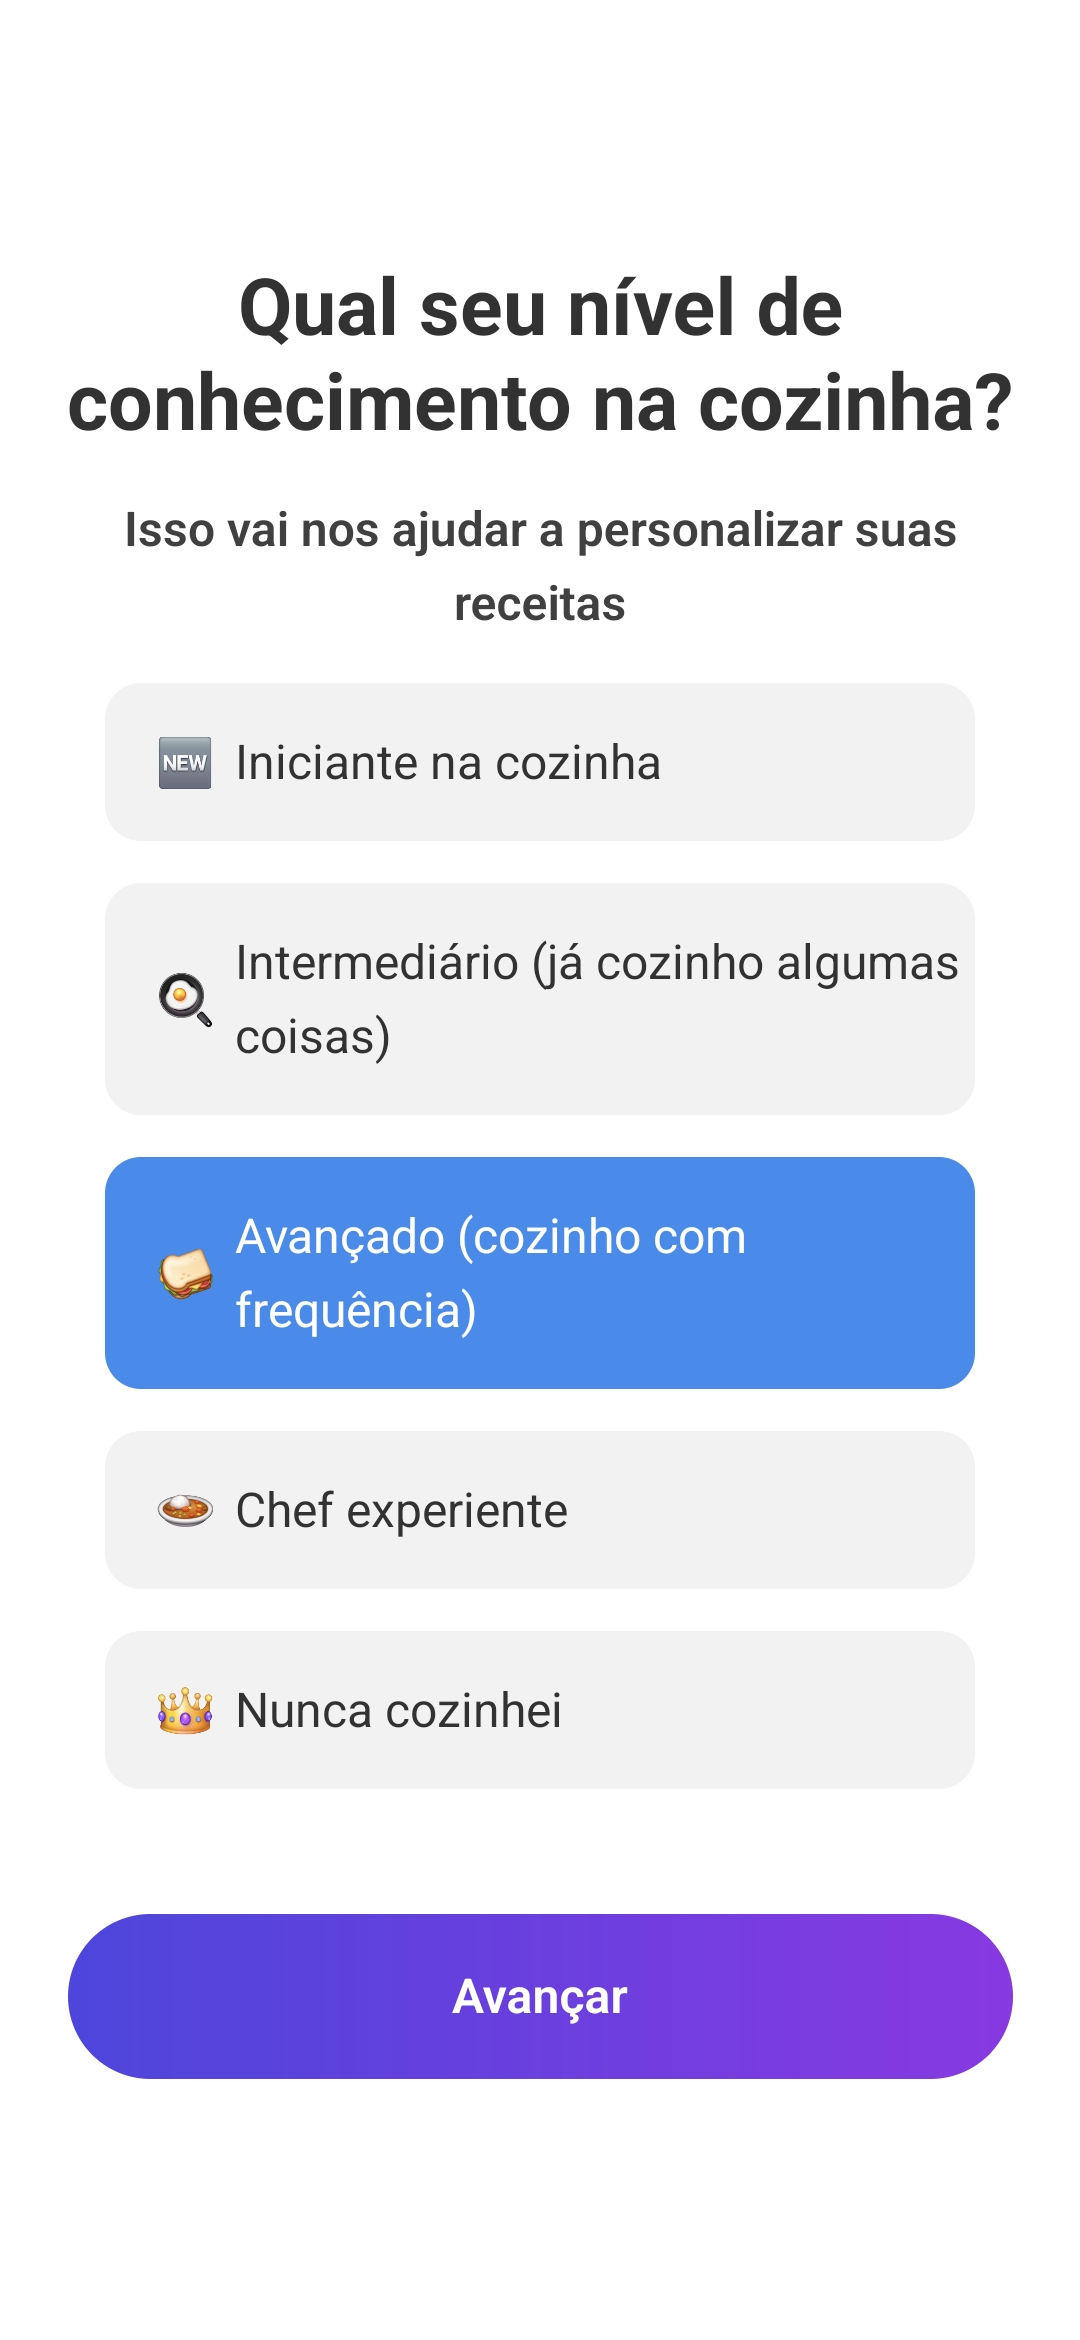 Qual seu nível de
conhecimento na cozinha?
Isso vai nos ajudar a personalizar suas
receitas
NEW Iniciante na cozinha
Intermediário (já cozinho algumas
coisas)
Avançado (cozinho com
frequência)
Chef experiente
Nunca cozinhei
Avançar